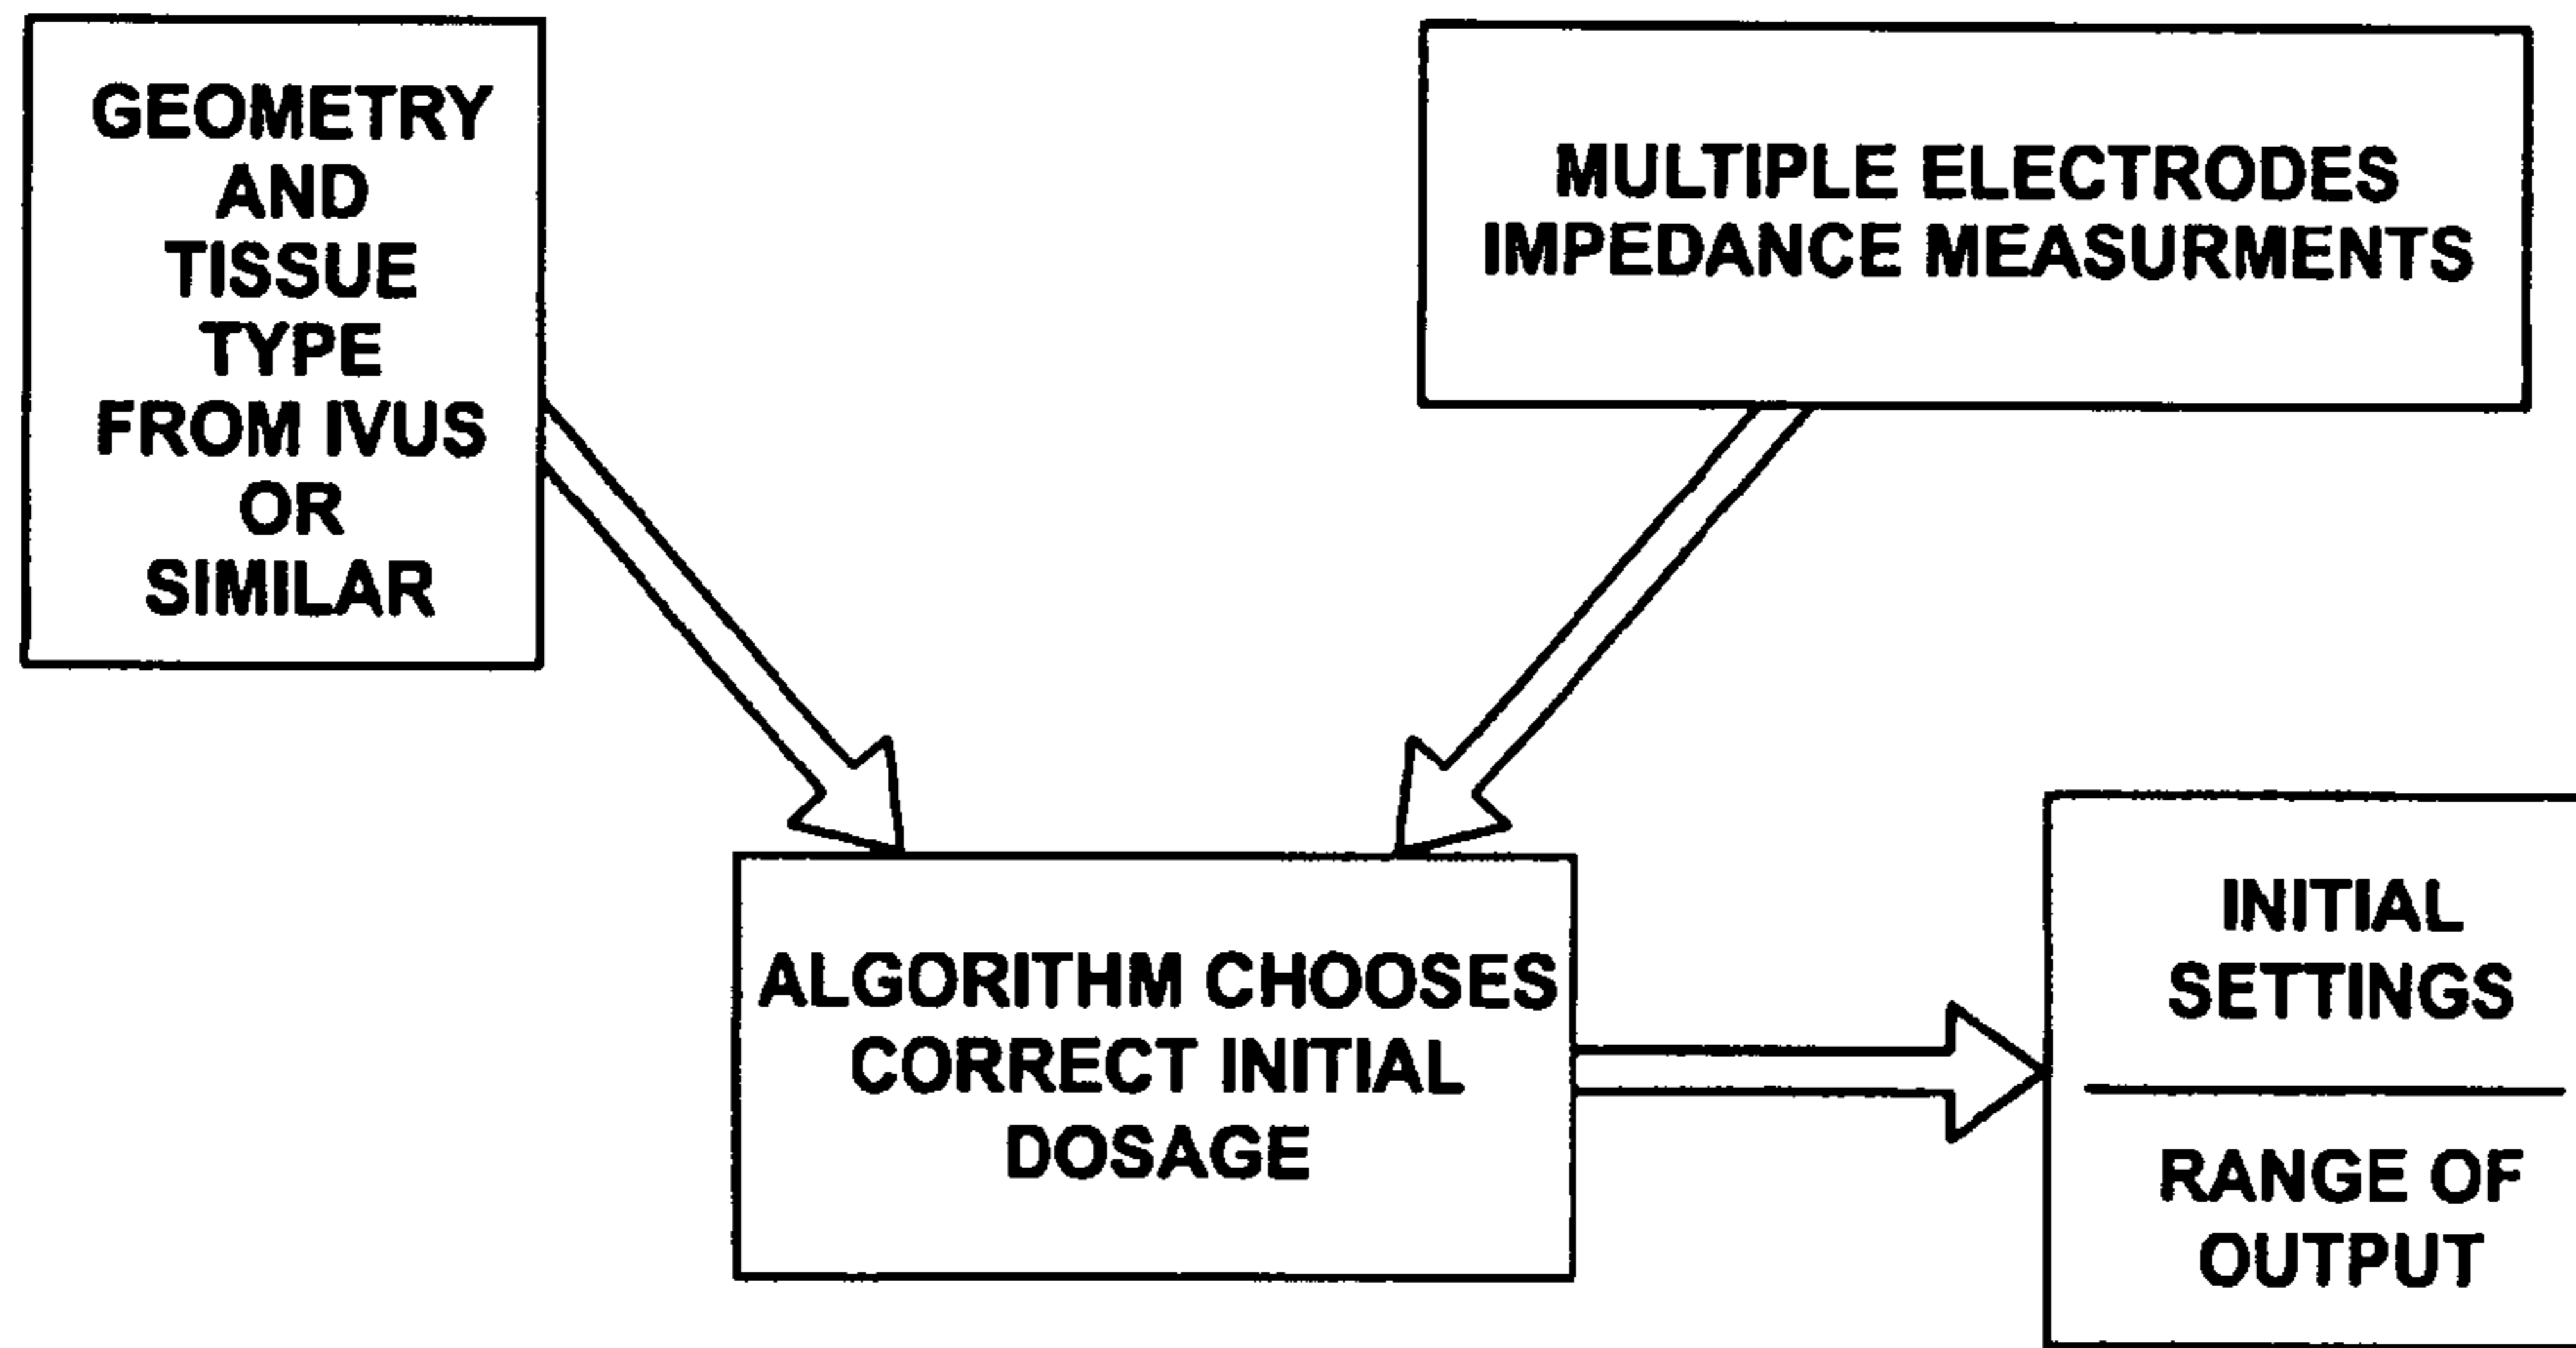 GEOMETRY
AND
TISSUE
TYPE
FROM IVUS
OR
SIMILAR
MULTIPLE ELECTRODES
IMPEDANCE MEASURMENTS
ALGORITHM CHOOSES
CORRECT INITIAL
DOSAGE
INITIAL
SETTINGS
RANGE OF
OUTPUT